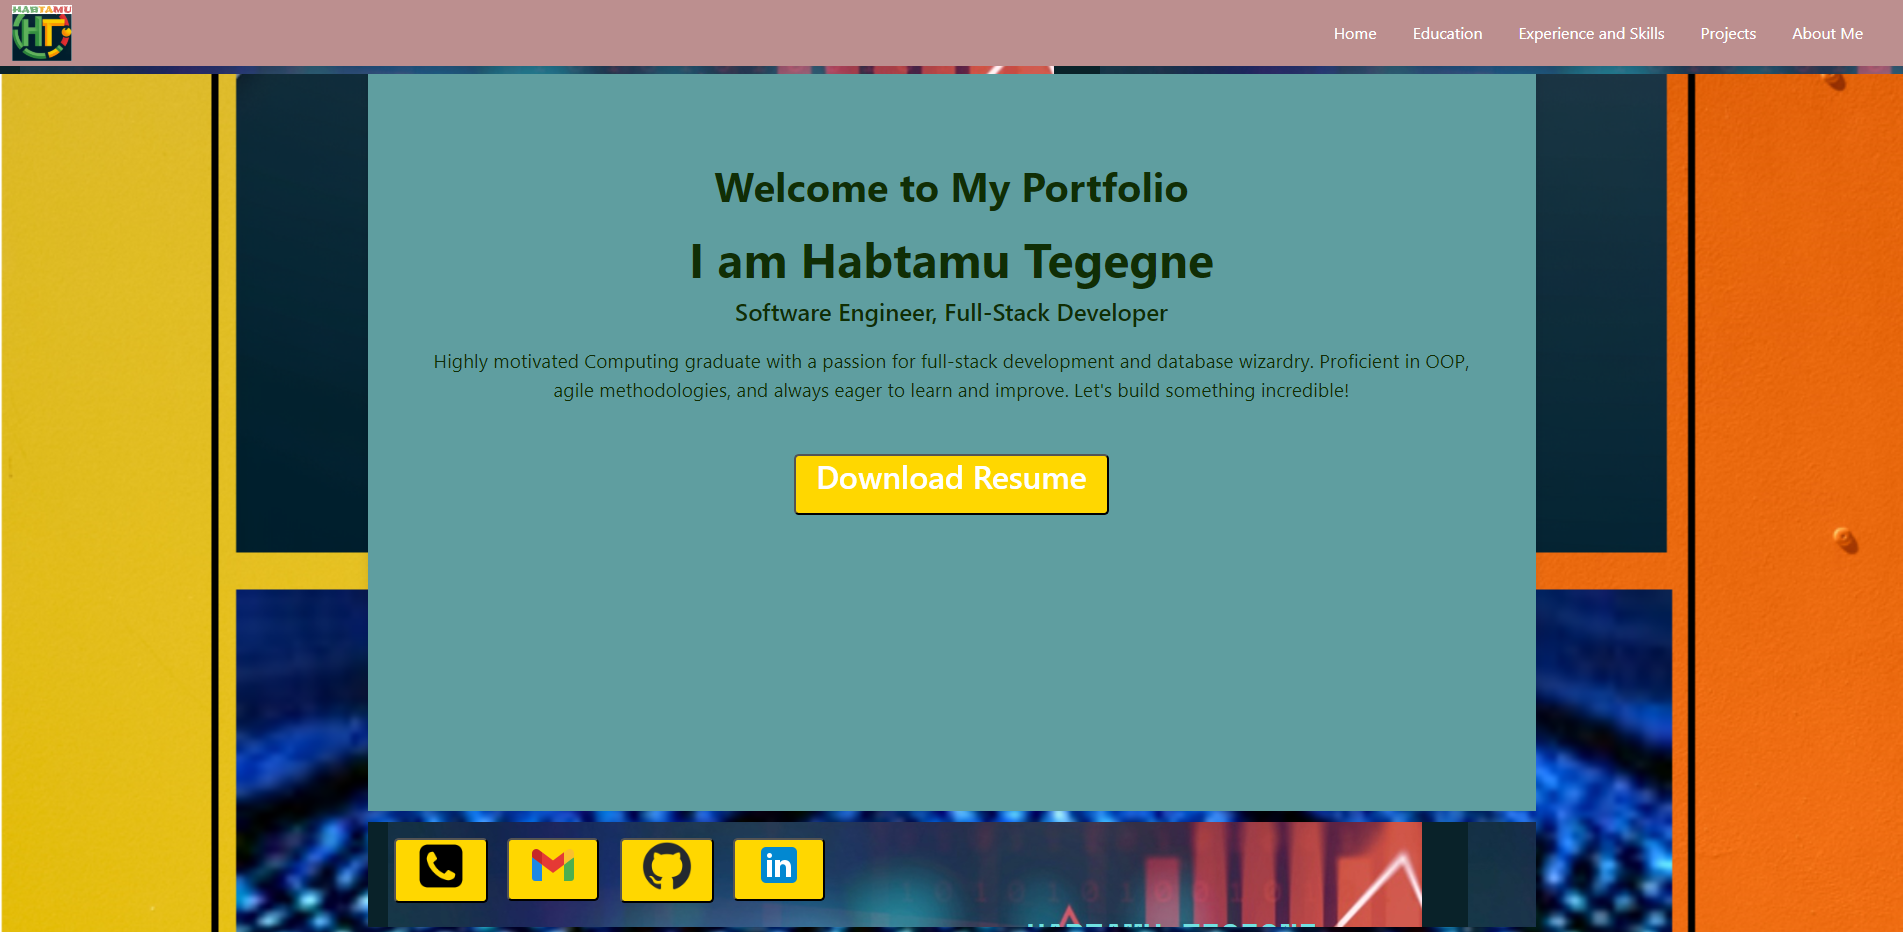 HABTAMU
HT
Home
Education
Experience and Skills
Projects
About Me
Welcome to My Portfolio
I am Habtamu Tegegne
Software Engineer, Full-Stack Developer
Highly motivated Computing graduate with a passion for full-stack development and database wizardry. Proficient in OOP,
agile methodologies, and always eager to learn and improve. Let's build something incredible!
Download Resume
in
HABTAMU TEGEGNE